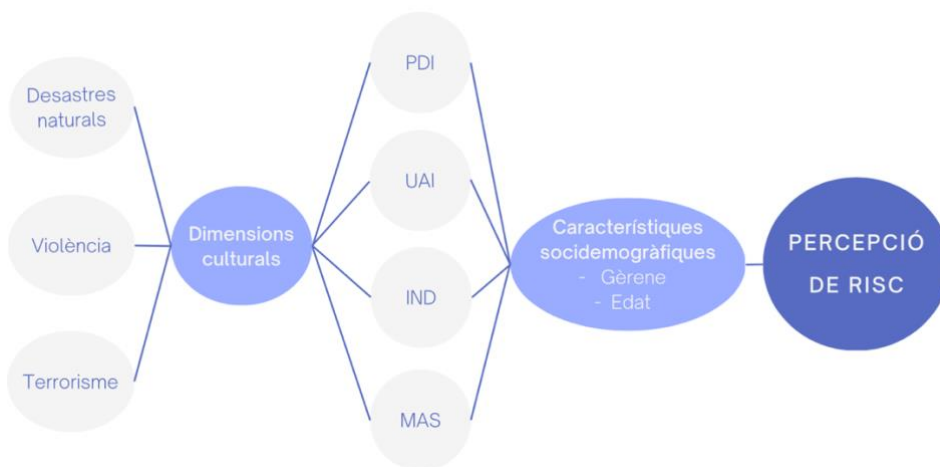 Desastres
naturals
Violència
Terrorisme
Dimensions
culturals
PDI
UAI
IND
MAS
Característiques
socidemogràfiques
- Gèrene
- Edat
PERCEPCIÓ
DE RISC